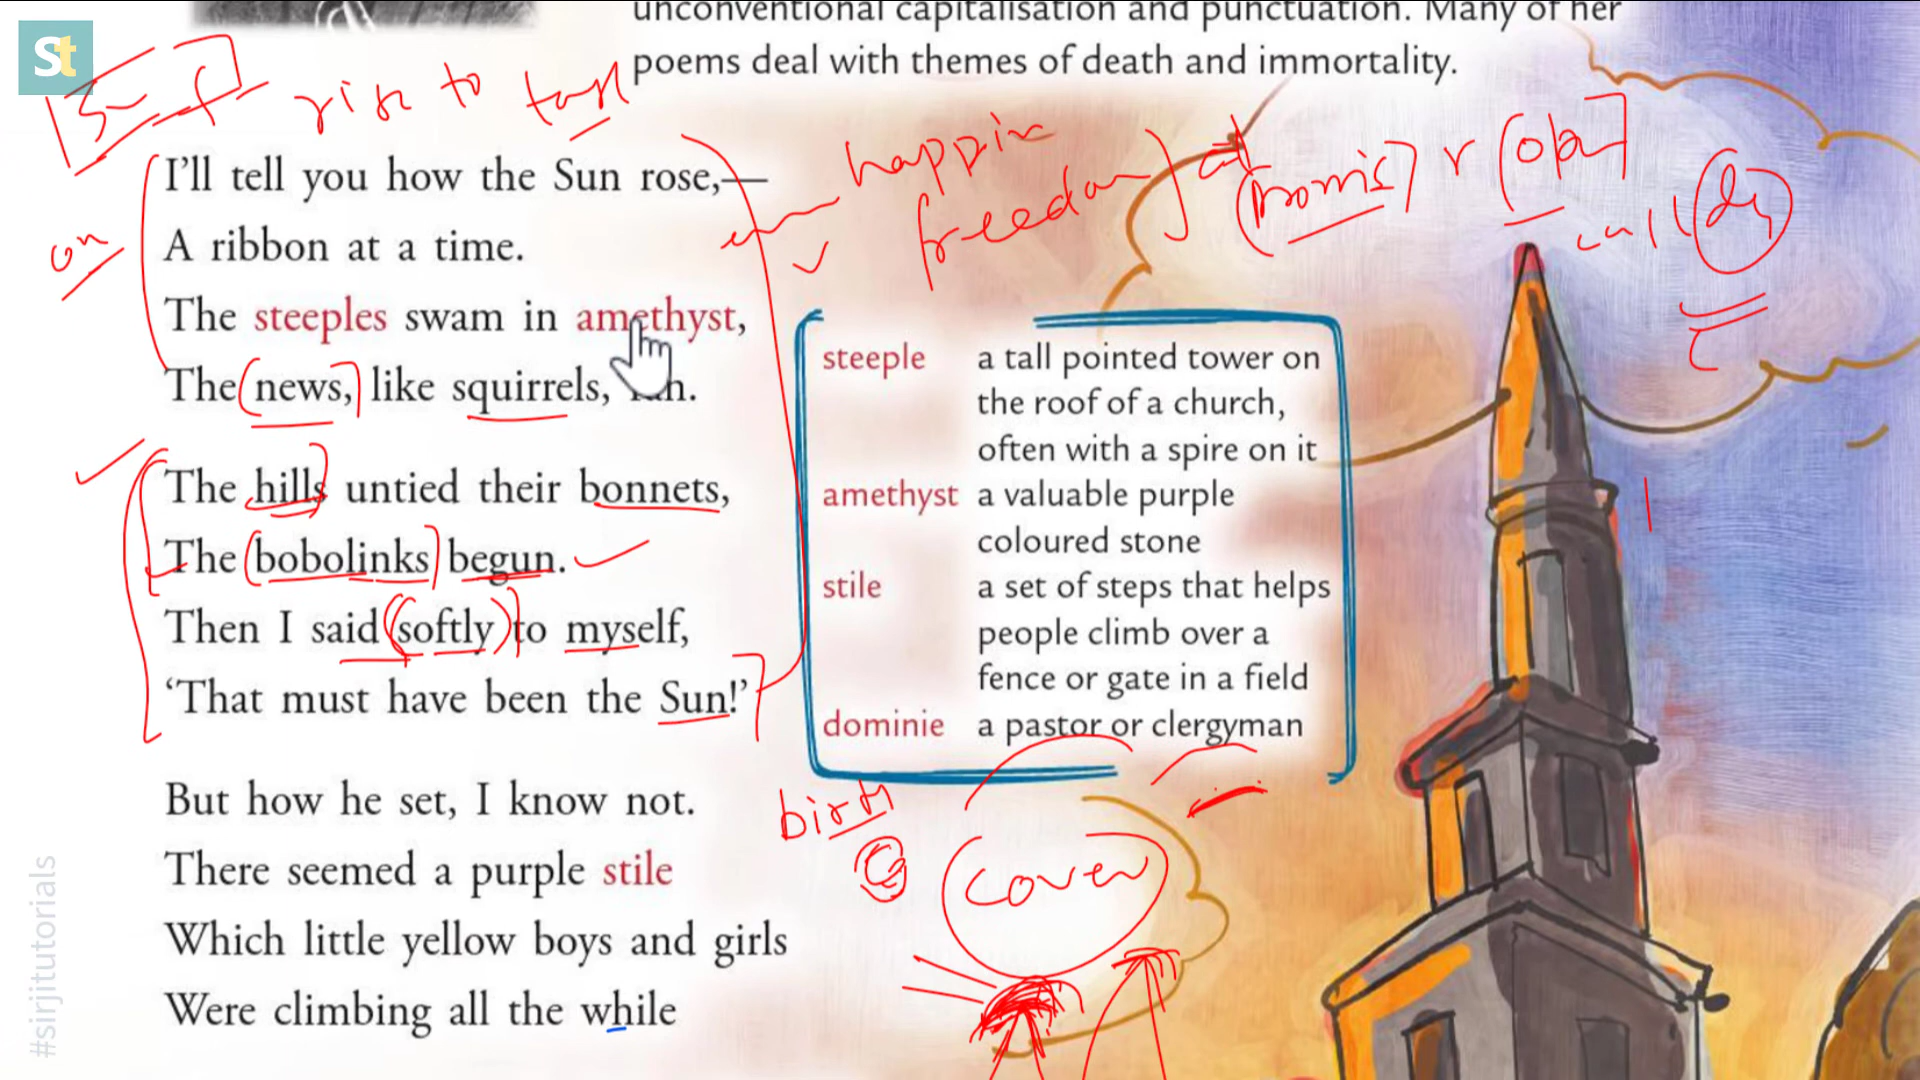 unconventional capitalisation and punctuation. Many of her
poems deal with themes of death and immortality.
St
rise to
happin
freedom
call
on
I'll tell you how the Sun rose,—
A ribbon at a time.
The steeples swam in amethyst,
The news, like squirrels,
The hills untied their bonnets,
The bobolinks begun.
Then I said softly to myself,
'That must have been the Sun!'
But how he set, I know not.
There seemed a purple stile
Which little yellow boys and girls
Were climbing all the while
steeple a tall pointed tower on
the roof of a church,
often with a spire on it
amethyst a valuable purple
coloured stone
stile a set of steps that helps
people climb over a
fence or gate in a field
dominie a pastor or clergyman
birth
cover
#sirjitutorials